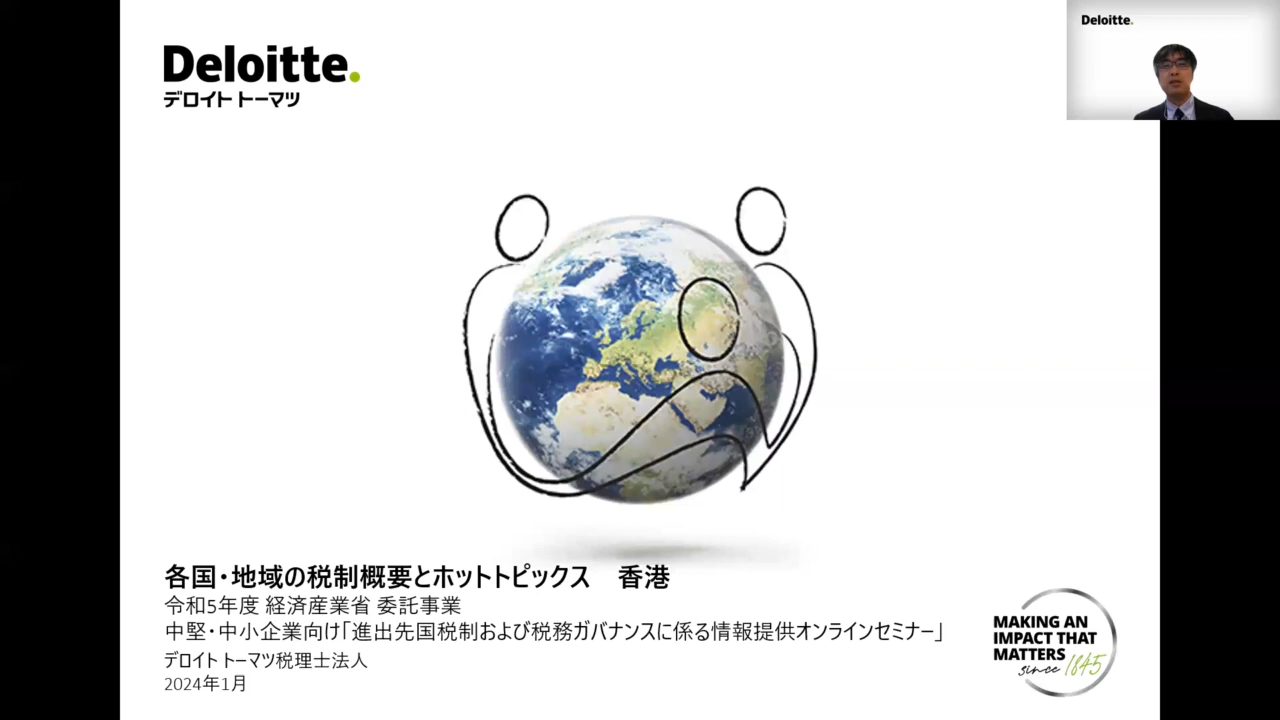 Deloitte.
デロイト トーマツ
Deloitte.
各国・地域の税制概要とホットトピックス　香港
令和5年度 経済産業省 委託事業
中堅・中小企業向け「進出先国税制および税務ガバナンスに係る情報提供オンラインセミナー」
デロイト トーマツ税理士法人
2024年1月
MAKING AN
IMPACT THAT
MATTERS
since 1845